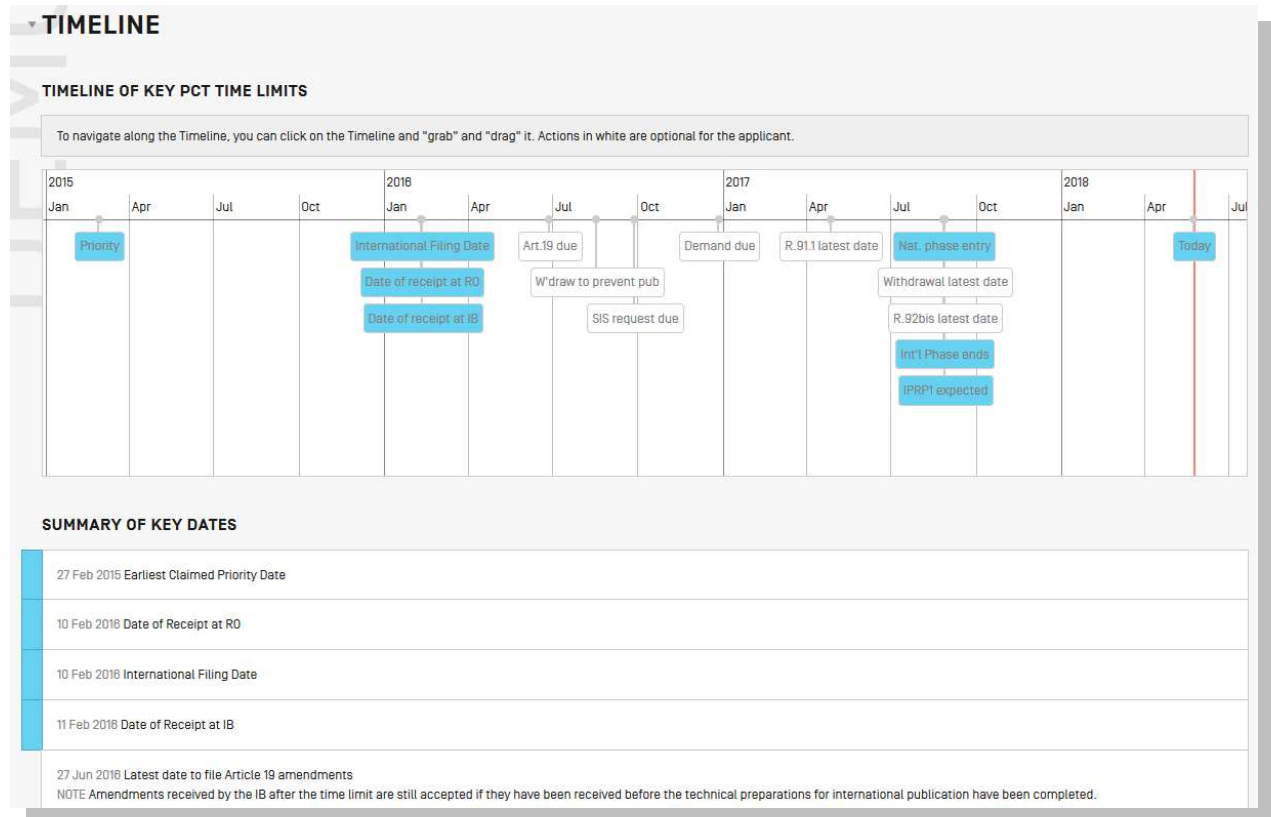 TIMELINE
TIMELINE OF KEY PCT TIME LIMITS
To navigate along the Timeline, you can click on the Timeline and "grab" and "drag" it. Actions in white are optional for the applicant.
2015 2016 2017 2018
Jan Apr Jul Oct Jan Apr Jul Oct Jan Apr Jul Oct Jan Apr Jul
Priority International Filing Date Art.19 due Demand due R.91.1 latest date Nat. phase entry Today
Date of receipt at RO W'draw to prevent pub Withdrawal latest date
Date of receipt at IB SIS request due R.92bis latest date
Int'l Phase ends
IPRP1 expected
SUMMARY OF KEY DATES
27 Feb 2015 Earliest Claimed Priority Date
10 Feb 2016 Date of Receipt at RO
10 Feb 2016 International Filing Date
11 Feb 2016 Date of Receipt at IB
27 Jun 2016 Latest date to file Article 19 amendments
NOTE Amendments received by the IB after the time limit are still accepted if they have been received before the technical preparations for international publication have been completed.